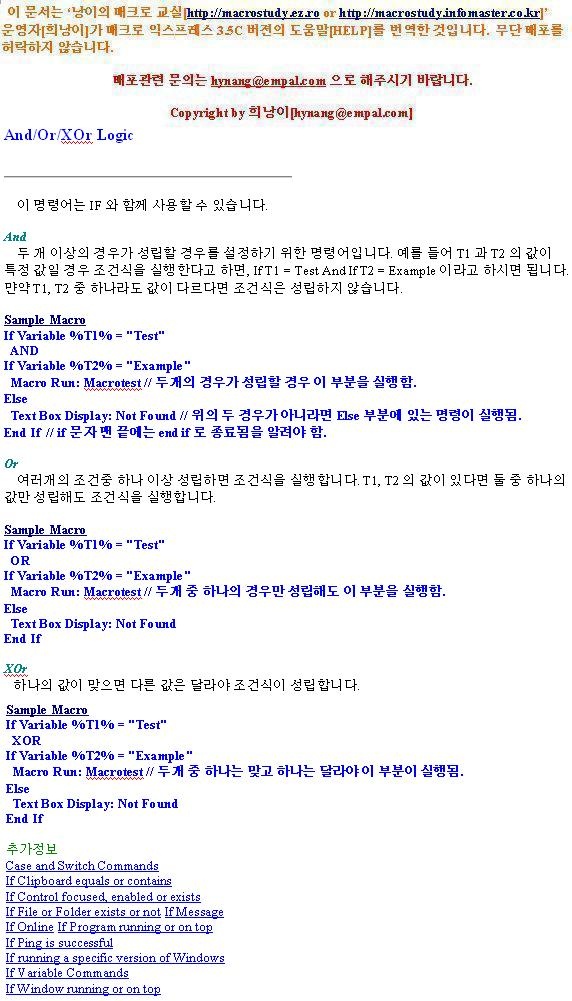 이 문서는 ‘낭이의 매크로 교실[http://macrostudy.ez.ro or http://macrostudy.infomaster.co.kr]’
운영자[희낭이]가 매크로 익스프레스 3.5C 버젼의 도움말[HELP]를 번역한 것입니다. 무단 배포를
허락하지 않습니다.
배포관련 문의는 hynang@empal.com 으로 해주시기 바랍니다.
Copyright by 희낭이[hynang@empal.com]
And/Or/XOr Logic
이 명령어는 IF 와 함께 사용할 수 있습니다.
And
두 개 이상의 경우가 성립할 경우를 설정하기 위한 명령어입니다. 예를 들어 T1 과 T2 의 값이
특정 값일 경우 조건식을 실행한다고 하면, If T1 = Test And If T2 = Example 이라고 하시면 됩니다.
먄약 T1, T2 중 하나라도 값이 다르다면 조건식은 성립하지 않습니다.
Sample Macro
If Variable %T1% = "Test"
AND
If Variable %T2% = "Example"
Macro Run: Macrotest // 두개의 경우가 성립할 경우 이 부분을 실행함.
Else
Text Box Display: Not Found // 위의 두 경우가 아니라면 Else 부분에 있는 명령이 실행됨.
End If // if 문자 맨 끝에는 end if 로 종료됨을 알려야 함.
Or
여러개의 조건중 하나 이상 성립하면 조건식을 실행합니다. T1, T2 의 값이 있다면 둘 중 하나의
값만 성립해도 조건식을 실행합니다.
Sample Macro
If Variable %T1% = "Test"
OR
If Variable %T2% = "Example"
Macro Run: Macrotest // 두개 중 하나의 경우만 성립해도 이 부분을 실행함.
Else
Text Box Display: Not Found
End If
XOr
하나의 값이 맞으면 다른 값은 달라야 조건식이 성립합니다.
Sample Macro
If Variable %T1% = "Test"
XOR
If Variable %T2% = "Example"
Macro Run: Macrotest // 두개 중 하나는 맞고 하나는 달라야 이 부분이 실행됨.
Else
Text Box Display: Not Found
End If
추가정보
Case and Switch Commands
If Clipboard equals or contains
If Control focused, enabled or exists
If File or Folder exists or not If Message
If Online If Program running or on top
If Ping is successful
If running a specific version of Windows
If Variable Commands
If Window running or on top